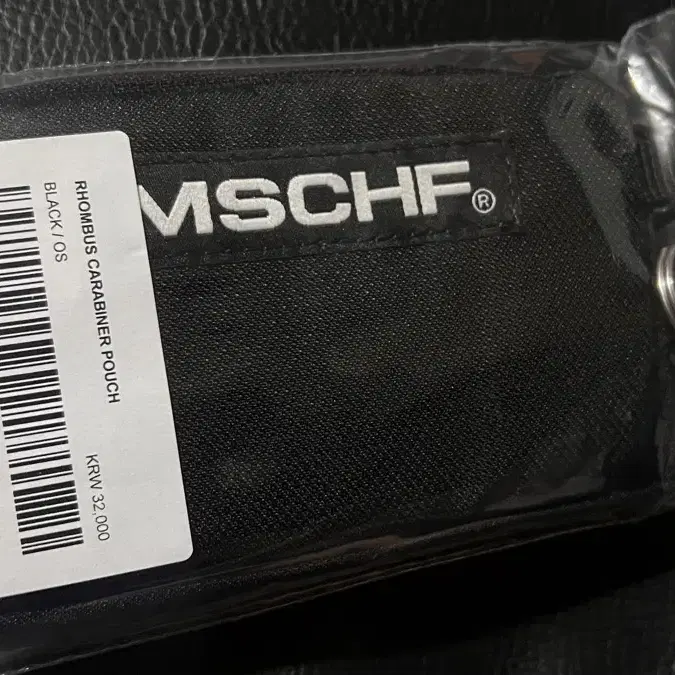 MSCHF®
RHOMBUS CARABINER POUCH
BLACK / OS
KRW 32,000